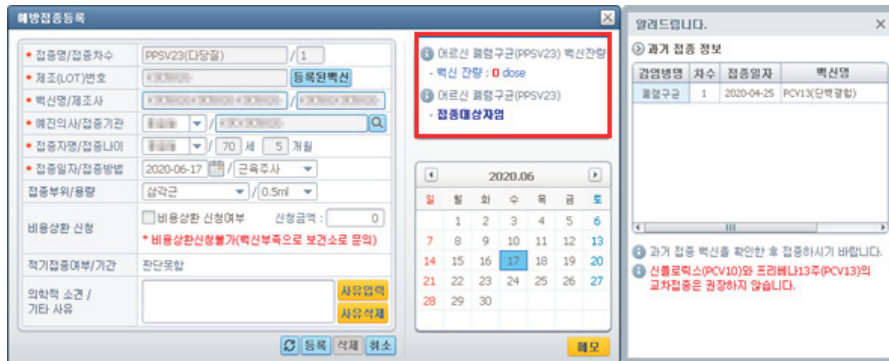 예방접종등록
접종명/접종차수 PPSV23(다당질) / 1
제조(LOT)번호 등록된백신
백신명/제조사 /
예진의사/접종기관 /
접종자명/접종나이 / 70 세 5 개월
접종일자/접종방법 2020-06-17 / 근육주사
접종부위/용량 삼각근 / 0.5ml
비용상환 신청 비용상환 신청여부 신청금액 : 0
* 비용상환신청불가(백신부족으로 보건소로 문의)
적기접종여부/기간 판단못함
의학적 소견 /
기타 사유
사유입력
사유삭제
등록 삭제 취소
어르신 폐렴구균(PPSV23) 백신잔량
- 백신 잔량 : 0 dose
어르신 폐렴구균(PPSV23)
- 접종대상자임
2020.06
일 월 화 수 목 금 토
1 2 3 4 5 6
7 8 9 10 11 12 13
14 15 16 17 18 19 20
21 22 23 24 25 26 27
28 29 30
메모
알려드립니다.
과거 접종 정보
감염병명 차수 접종일자 백신명
폐렴구균 1 2020-04-25 PCV13(단백결합)
과거 접종 백신을 확인한 후 접종하시기 바랍니다.
신플로릭스(PCV10)와 프리베나13주(PCV13)의
교차접종은 권장하지 않습니다.